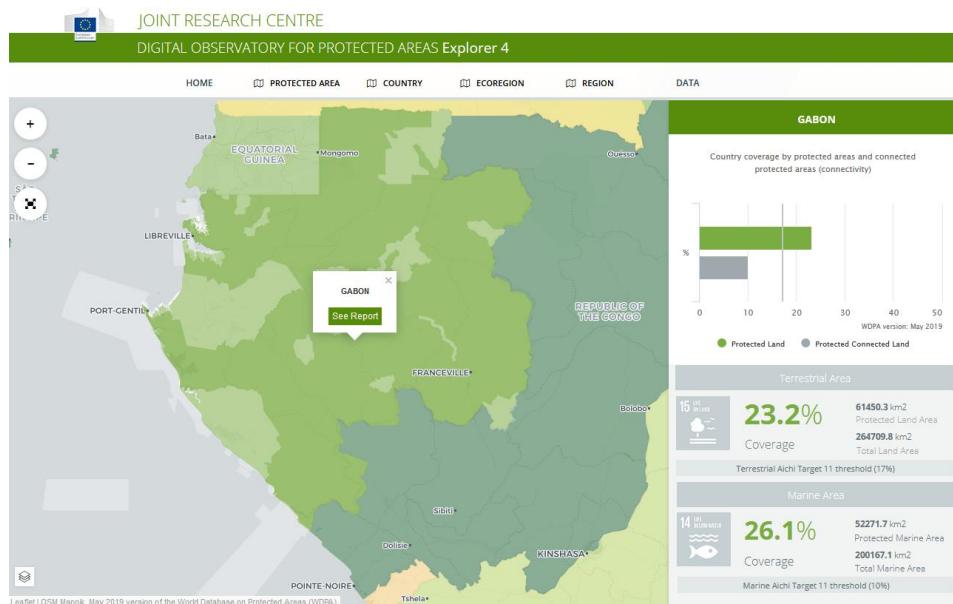 JOINT RESEARCH CENTRE
DIGITAL OBSERVATORY FOR PROTECTED AREAS Explorer 4
HOME
PROTECTED AREA
COUNTRY
ECOREGION
REGION
DATA
+
−
Bata
EQUATORIAL
GUINEA
Mongomo
Ouesso
LIBREVILLE
PORT-GENTIL
GABON
×
See Report
REPUBLIC OF
THE CONGO
FRANCEVILLE
Bolobo
Sibiti
Dolisie
KINSHASA
POINTE-NOIRE
Tshela
Leaflet | OSM Mapnik, May 2019 version of the World Database on Protected Areas (WDPA)
GABON
Country coverage by protected areas and connected
protected areas (connectivity)
%
0 10 20 30 40 50
WDPA version: May 2019
Protected Land Protected Connected Land
Terrestrial Area
15 LIFE
ON LAND
23.2%
Coverage
61450.3 km2
Protected Land Area
264709.8 km2
Total Land Area
Terrestrial Aichi Target 11 threshold (17%)
Marine Area
14 LIFE
BELOW WATER
26.1%
Coverage
52271.7 km2
Protected Marine Area
200167.1 km2
Total Marine Area
Marine Aichi Target 11 threshold (10%)